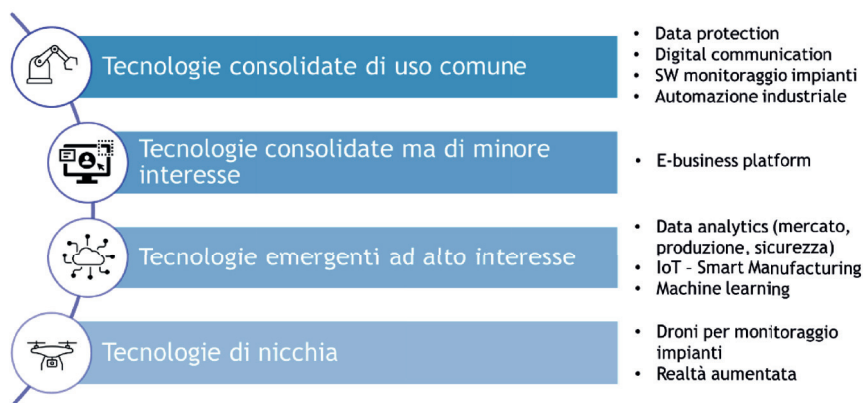 Tecnologie consolidate di uso comune
• Data protection
• Digital communication
• SW monitoraggio impianti
• Automazione industriale
Tecnologie consolidate ma di minore
interesse
• E-business platform
Tecnologie emergenti ad alto interesse
• Data analytics (mercato,
produzione, sicurezza)
• IoT - Smart Manufacturing
• Machine learning
Tecnologie di nicchia
• Droni per monitoraggio
impianti
• Realtà aumentata